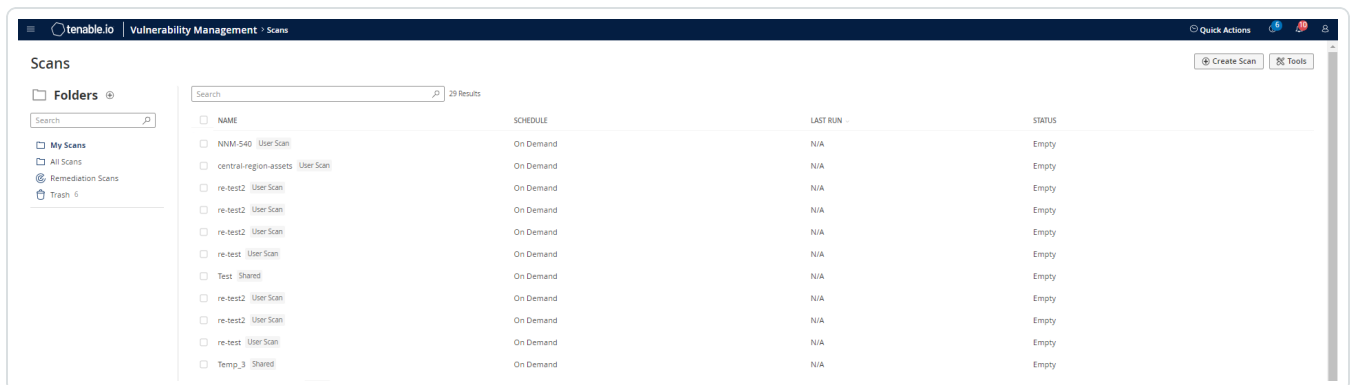 tenable.io Vulnerability Management > Scans Quick Actions 6 10
Scans
Create Scan Tools
Folders
Search
My Scans
All Scans
Remediation Scans
Trash 6
Search 29 Results
NAME SCHEDULE LAST RUN STATUS
NNM-540 User Scan On Demand N/A Empty
central-region-assets User Scan On Demand N/A Empty
re-test2 User Scan On Demand N/A Empty
re-test2 User Scan On Demand N/A Empty
re-test2 User Scan On Demand N/A Empty
re-test User Scan On Demand N/A Empty
Test Shared On Demand N/A Empty
re-test2 User Scan On Demand N/A Empty
re-test2 User Scan On Demand N/A Empty
re-test User Scan On Demand N/A Empty
Temp_3 Shared On Demand N/A Empty